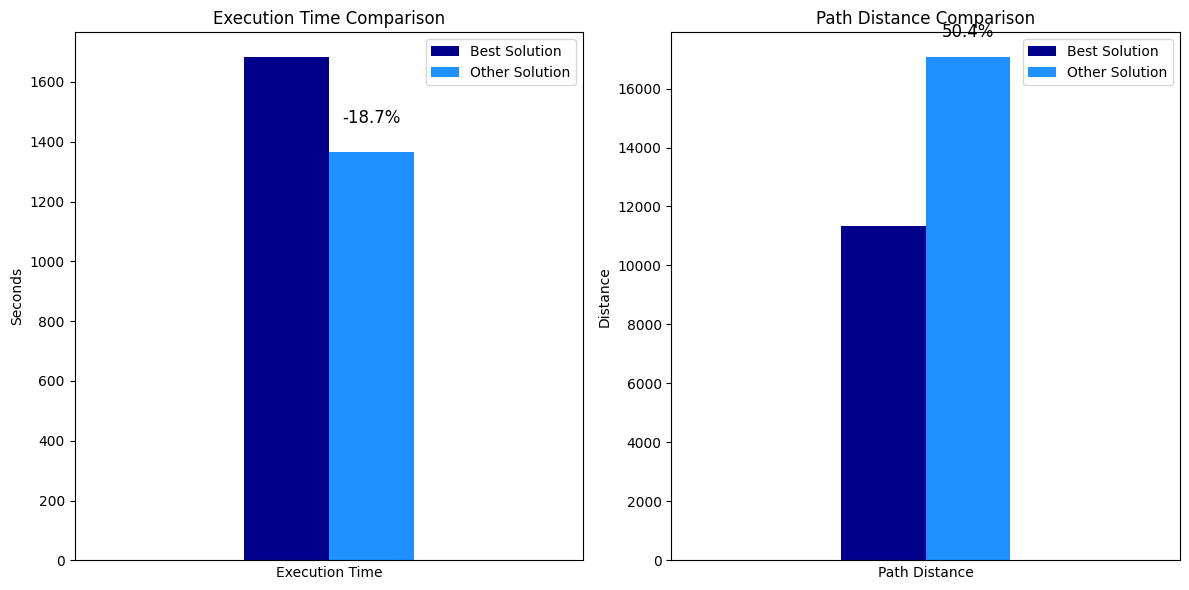 Execution Time Comparison
Best Solution
Other Solution
-18.7%
1600
1400
1200
1000
800
600
400
200
0
Seconds
Execution Time
Path Distance Comparison
50.4%
Best Solution
Other Solution
16000
14000
12000
10000
8000
6000
4000
2000
0
Distance
Path Distance